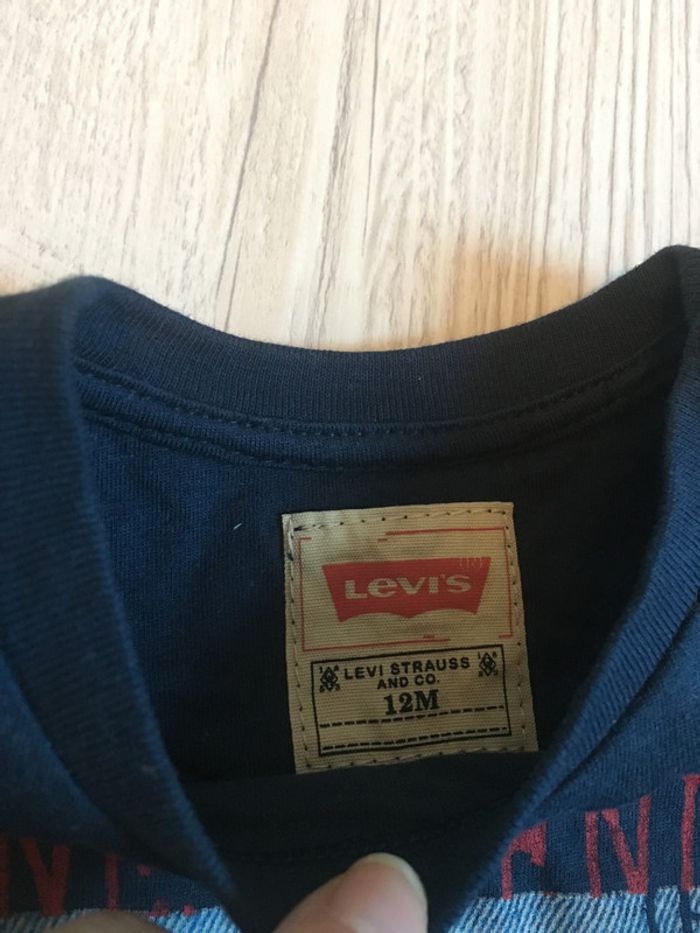 LEVI'S
LEVI STRAUSS
AND CO.
12M